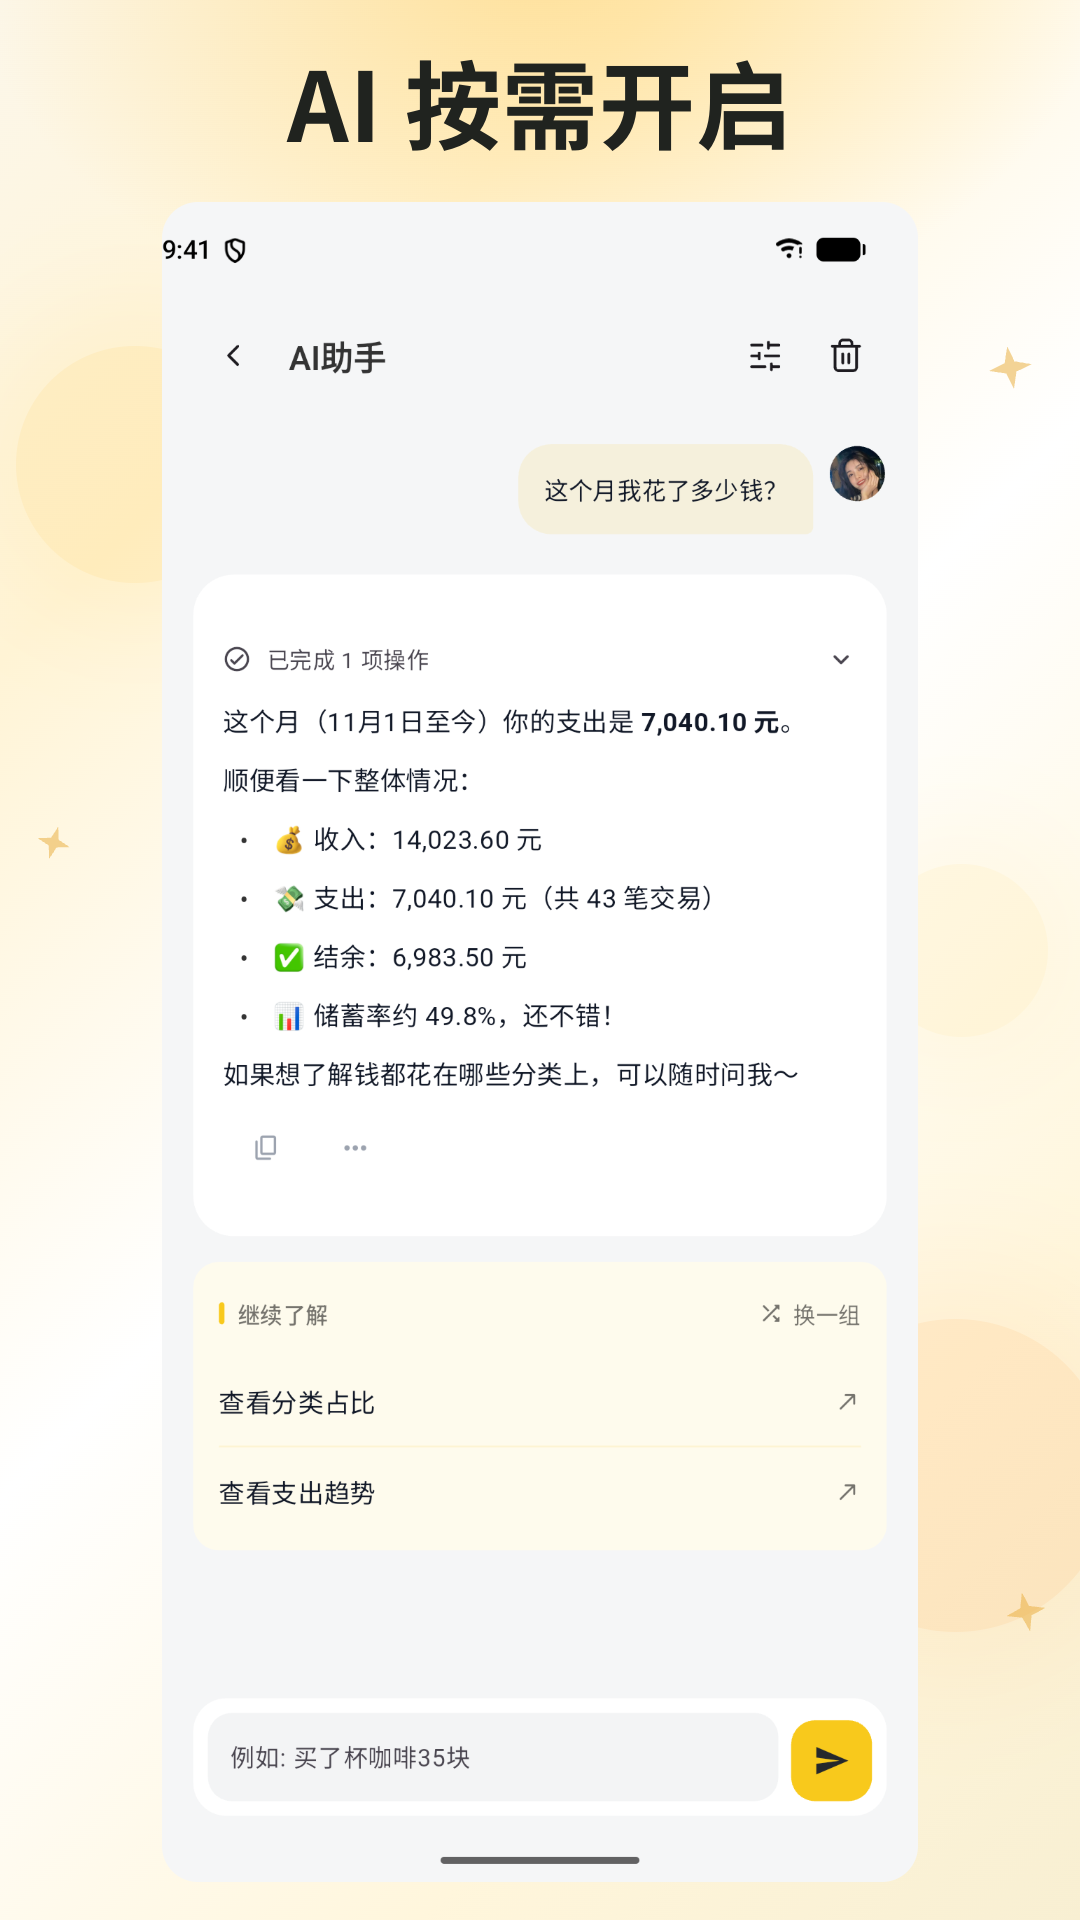 AI 按需开启
9:41
AI助手
这个月我花了多少钱？
已完成 1 项操作
这个月（11月1日至今）你的支出是 7,040.10 元。
顺便看一下整体情况：
• 💰 收入：14,023.60 元
• 💸 支出：7,040.10 元（共 43 笔交易）
• ✅ 结余：6,983.50 元
• 📊 储蓄率约 49.8%，还不错！
如果想了解钱都花在哪些分类上，可以随时问我～
继续了解
换一组
查看分类占比
查看支出趋势
例如: 买了杯咖啡35块